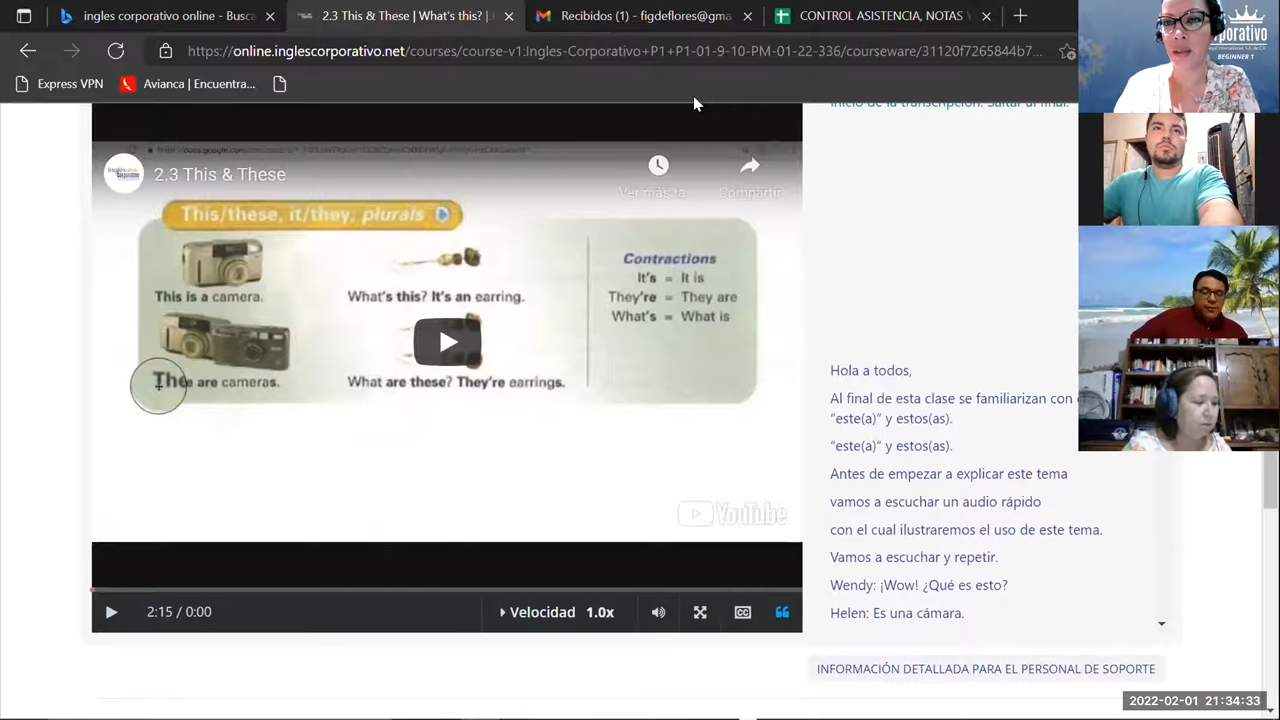 ingles corporativo online - Busca
2.3 This & These | What's this? |
Recibidos (1) – figdeflores@gma
CONTROL ASISTENCIA, NOTAS
https://online.inglescorporativo.net/courses/course-
Corporativo+P1+P1-01-9-10-PM-01-22-336/courseware/31120f7265844b7...
Express VPN
Avianca | Encuentra...
porativo
BEGINNER 1
Inicio de la transcripción. Saltar al final.
2.3 This & These
Ver más ta
Compartir
This/these, it/they, plurals
This is a camera.
What's this? It's an earring.
The e are cameras.
What are these? They're earrings.
Contractions
It's = It is
They're = They are
What's = What is
YouTube
2:15 / 0:00
Velocidad 1.0x
CC
Hola a todos,
Al final de esta clase se familiarizan con
“este(a)” y estos(as).
“este(a)” y estos(as).
Antes de empezar a explicar este tema
vamos a escuchar un audio rápido
con el cual ilustraremos el uso de este tema.
Vamos a escuchar y repetir.
Wendy: ¡Wow! ¿Qué es esto?
Helen: Es una cámara.
INFORMACIÓN DETALLADA PARA EL PERSONAL DE SOPORTE
2022-02-01 21:34:33